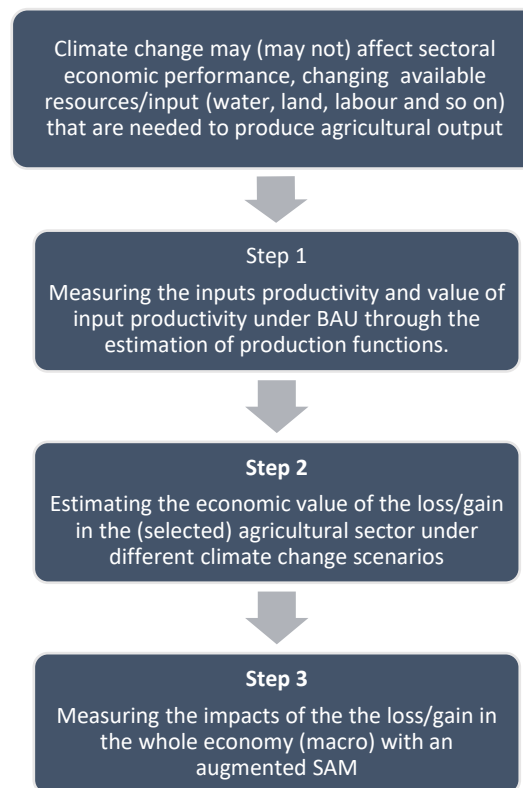 Climate change may (may not) affect sectoral
economic performance, changing  available
resources/input (water, land, labour and so on)
that are needed to produce agricultural output
Step 1
Measuring the inputs productivity and value of
input productivity under BAU through the
estimation of production functions.
Step 2
Estimating the economic value of the loss/gain
in the (selected) agricultural sector under
different climate change scenarios
Step 3
Measuring the impacts of the the loss/gain in
the whole economy (macro) with an
augmented SAM